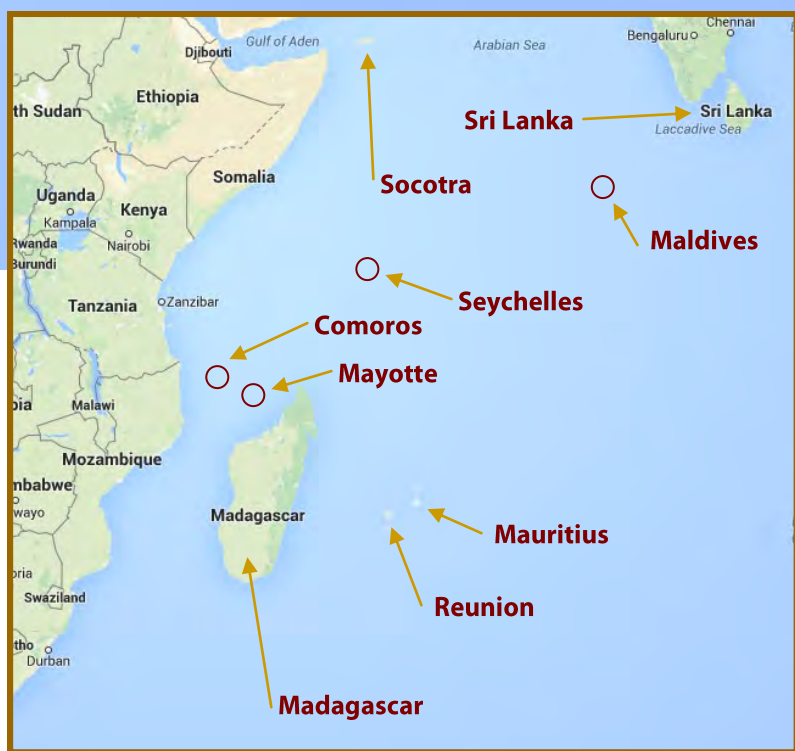 Chennai
Bengaluru
Gulf of Aden
Arabian Sea
Djibouti
Ethiopia
th Sudan
Sri Lanka
Sri Lanka
Laccadive Sea
Somalia
Socotra
Uganda
Kampala
Kenya
Nairobi
Rwanda
Burundi
Maldives
Tanzania
Zanzibar
Seychelles
Comoros
Mayotte
bia
Malawi
Mozambique
mbabwe
wayo
Madagascar
Mauritius
oria
Swaziland
Reunion
tho
Durban
Madagascar